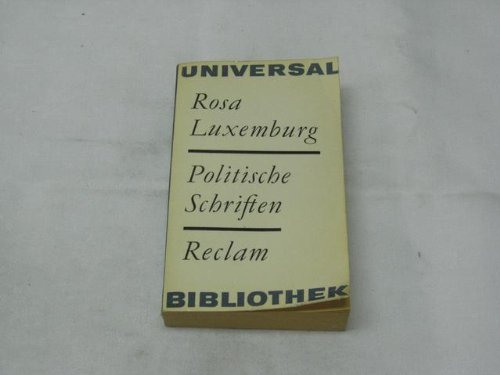 UNIVERSAL
Rosa
Luxemburg
Politische
Schriften
Reclam
BIBLIOTHEK